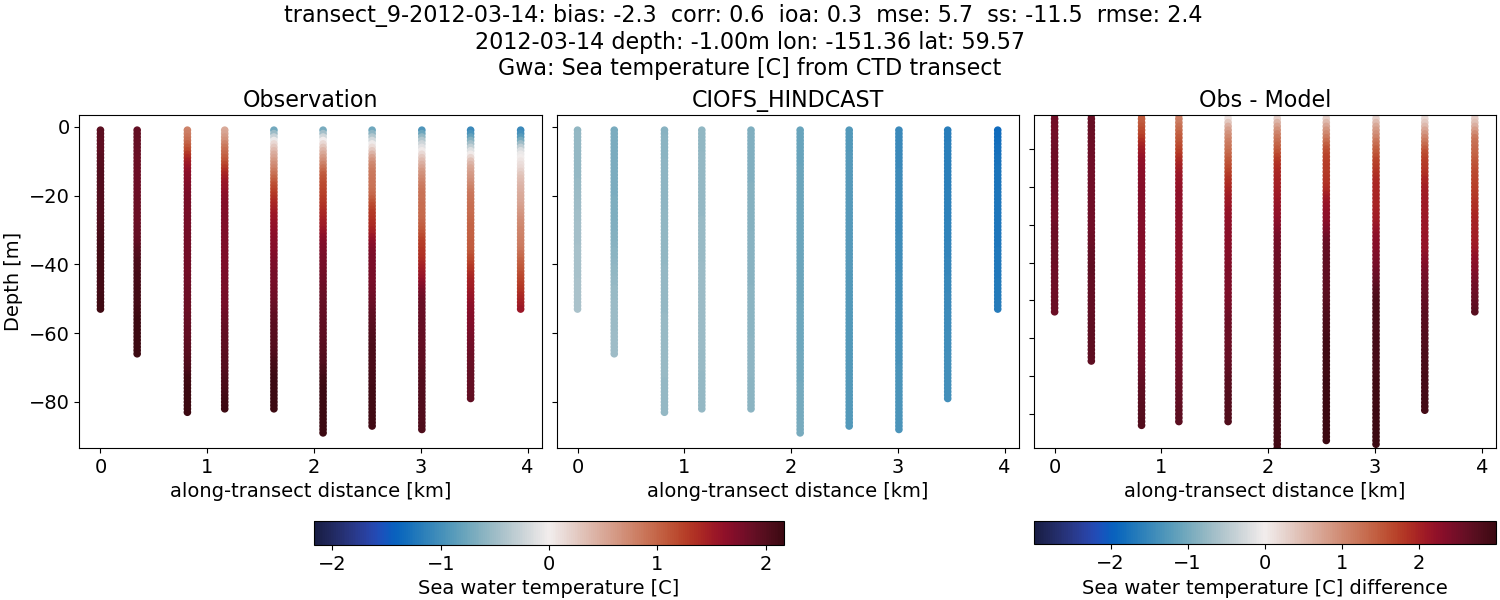 transect_9-2012-03-14: bias: -2.3  corr: 0.6  ioa: 0.3  mse: 5.7  ss: -11.5  rmse: 2.4
2012-03-14 depth: -1.00m lon: -151.36 lat: 59.57
Gwa: Sea temperature [C] from CTD transect
Observation
CIOFS_HINDCAST
Obs - Model
Depth [m]
0
−20
−40
−60
−80
0 1 2 3 4
0 1 2 3 4
0 1 2 3 4
along-transect distance [km]
along-transect distance [km]
along-transect distance [km]
−2 −1 0 1 2
Sea water temperature [C]
−2 −1 0 1 2
Sea water temperature [C] difference